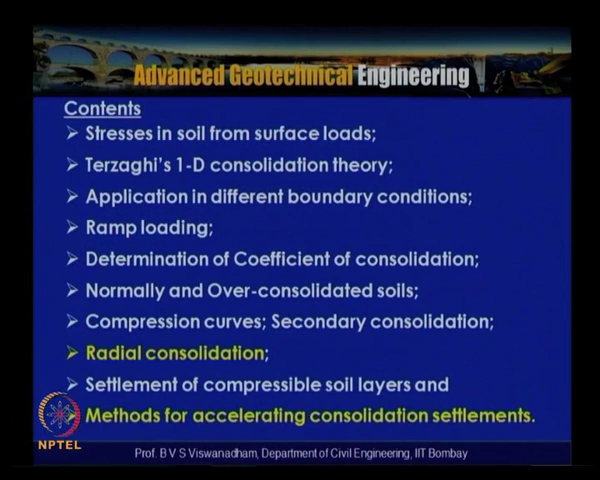 Advanced Geotechnical Engineering
Contents
Stresses in soil from surface loads;
Terzaghi's 1-D consolidation theory;
Application in different boundary conditions;
Ramp loading;
Determination of Coefficient of consolidation;
Normally and Over-consolidated soils;
Compression curves; Secondary consolidation;
Radial consolidation;
Settlement of compressible soil layers and
Methods for accelerating consolidation settlements.
NPTEL
Prof. B V S Viswanadham, Department of Civil Engineering, IIT Bombay